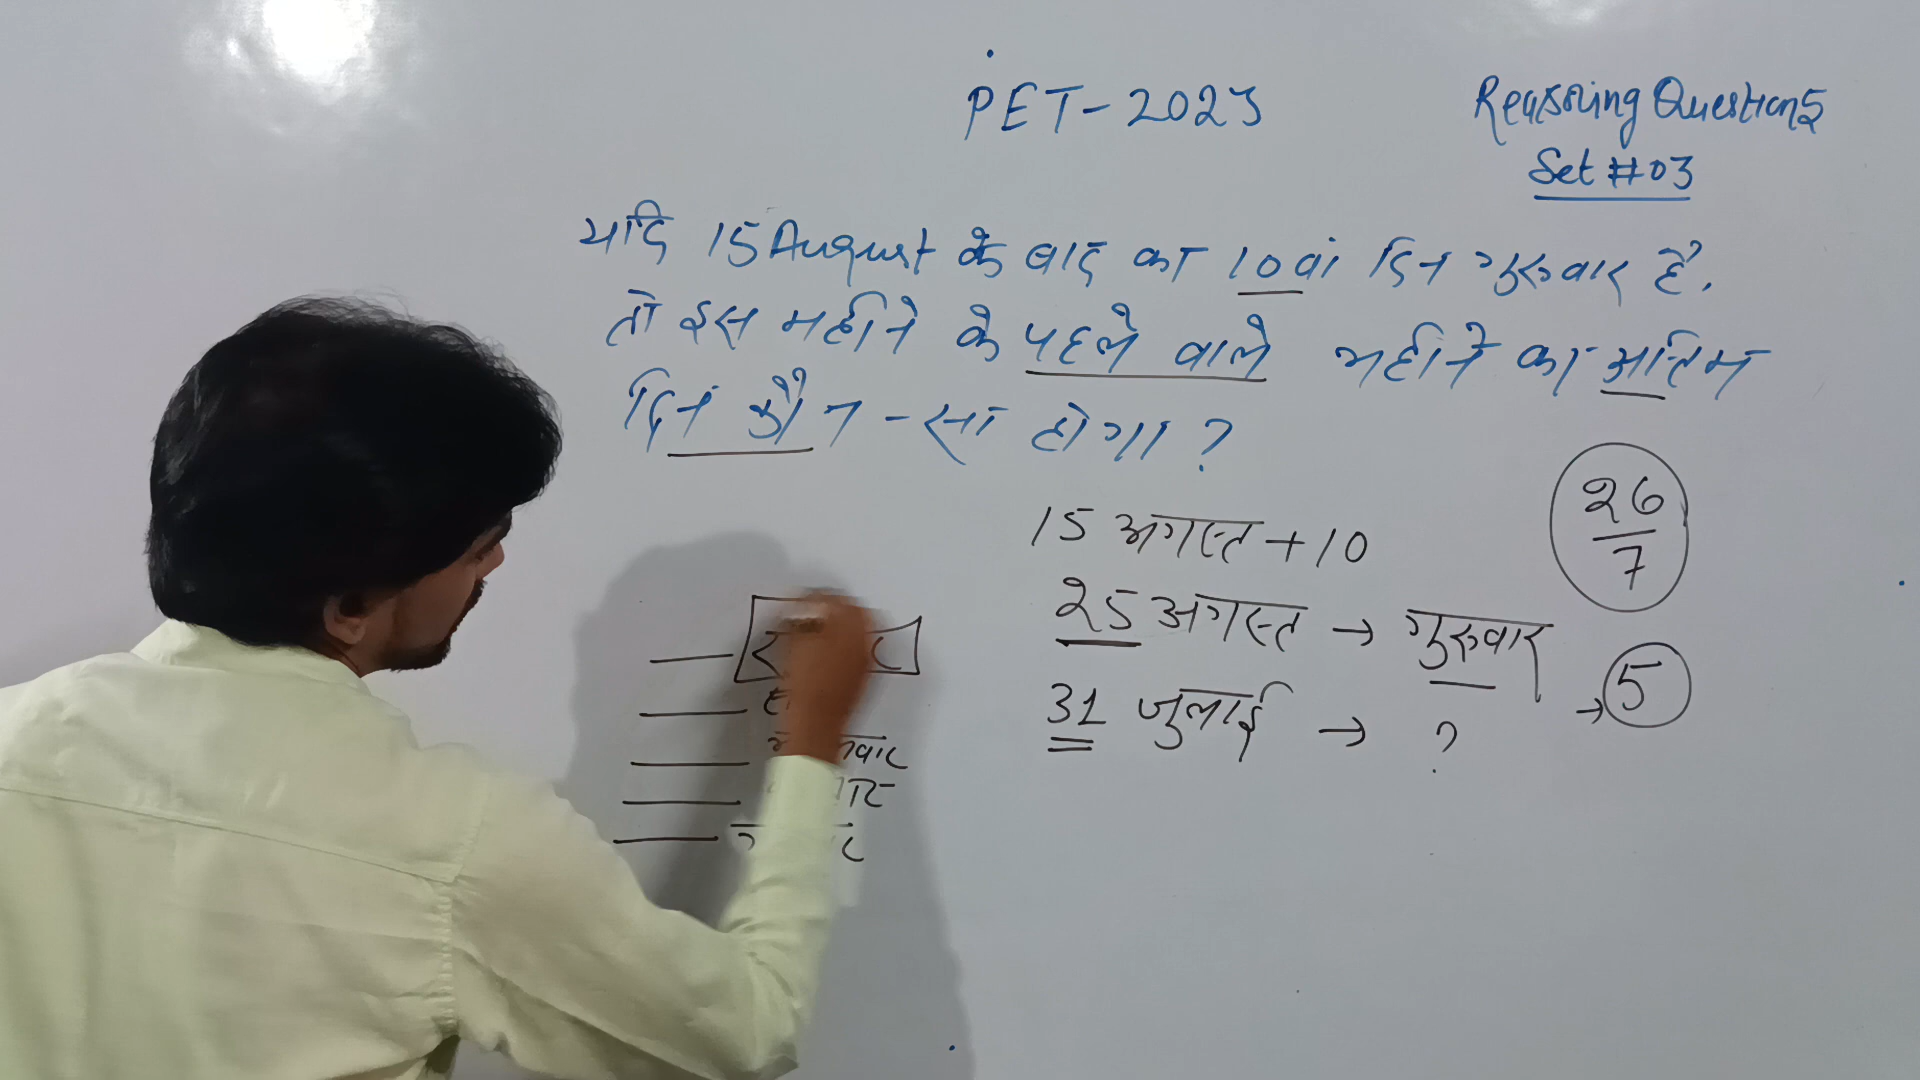 PET-2023
Reasoning Questions
Set #03
यदि 15 August के बाद का 10 वां दिन गुरुवार है.
तो इस महीने के पहले वाले महीने का अंतिम
दिन कौन-सा होगा ?
26
7
15 अगस्त + 10
25 अगस्त → गुरुवार
31 जुलाई → ? → 5